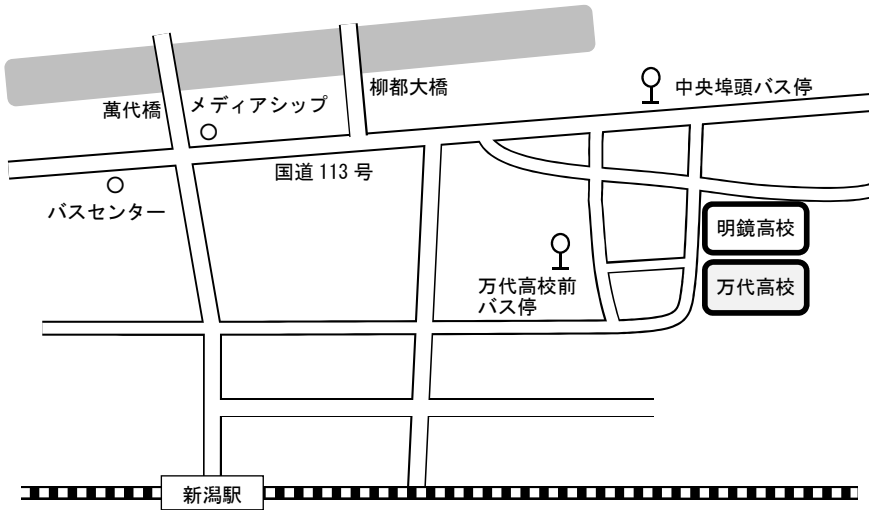 中央埠頭バス停
柳都大橋
萬代橋
メディアシップ
国道 113 号
バスセンター
明鏡高校
万代高校前
バス停
万代高校
新潟駅